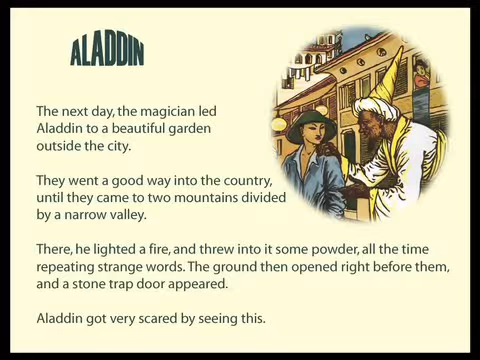 ALADDIN
The next day, the magician led
Aladdin to a beautiful garden
outside the city.
They went a good way into the country,
until they came to two mountains divided
by a narrow valley.
There, he lighted a fire, and threw into it some powder, all the time
repeating strange words. The ground then opened right before them,
and a stone trap door appeared.
Aladdin got very scared by seeing this.